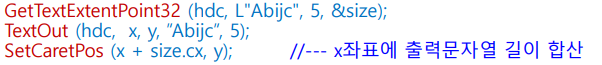 GetTextExtentPoint32 (hdc, L"Abijc", 5, &size);
TextOut (hdc, x, y, "Abijc", 5);
SetCaretPos (x + size.cx, y); //--- x좌표에 출력문자열 길이 합산